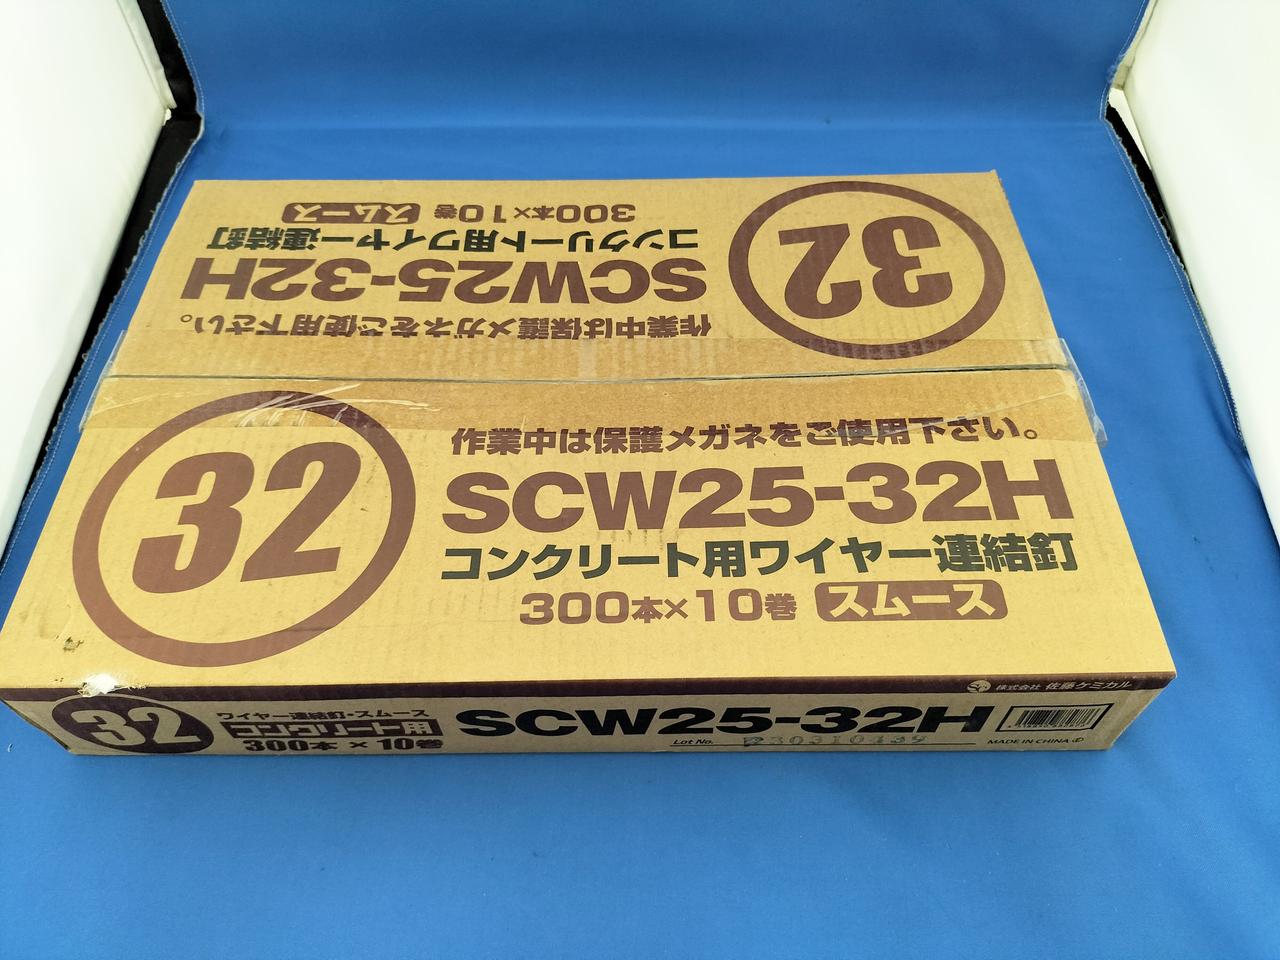 32
300本×10巻 スムース
コンクリート用ワイヤー連結釘
SCW25-32H
作業中は保護メガネをご使用下さい。
32
作業中は保護メガネをご使用下さい。
SCW25-32H
コンクリート用ワイヤー連結釘
300本×10巻 スムース
株式会社 佐藤ケミカル
32
ワイヤー連結釘・スムース
コンクリート用
300本 × 10巻
SCW25-32H
Lot No.
MADE IN CHINA